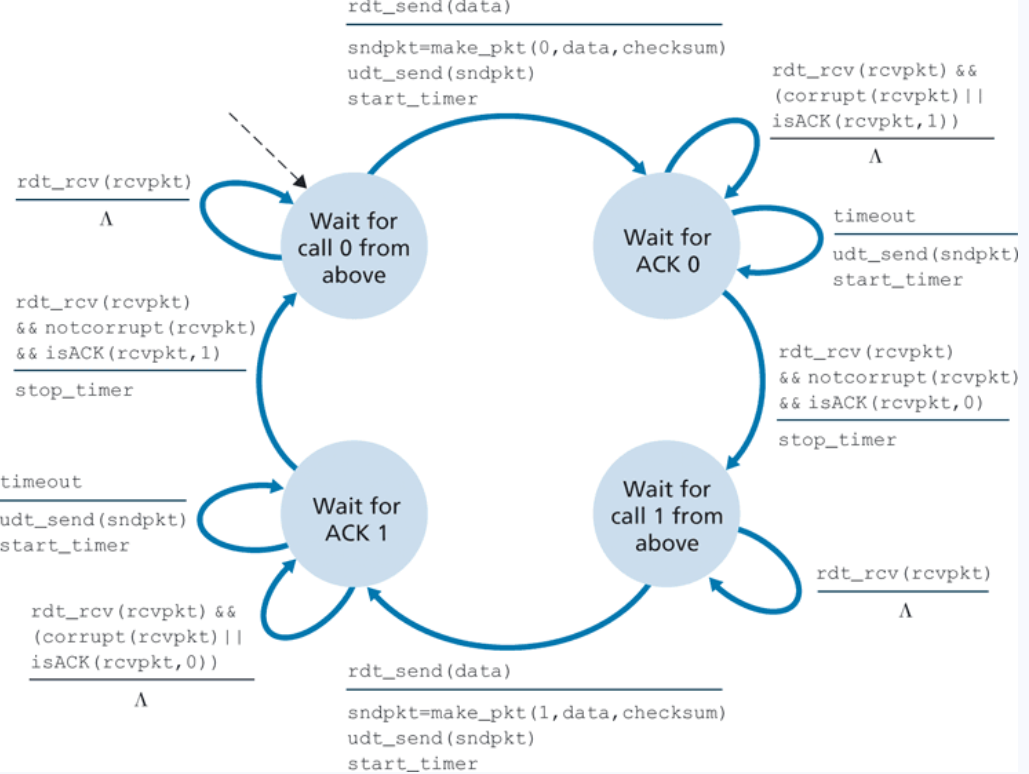 rdt_send(data)
sndpkt=make_pkt(0,data,checksum)
udt_send(sndpkt)
start_timer
rdt_rcv(rcvpkt) &&
(corrupt(rcvpkt)||
isACK(rcvpkt,1))
Λ
rdt_rcv(rcvpkt)
Λ
Wait for
call 0 from
above
Wait for
ACK 0
timeout
udt_send(sndpkt)
start_timer
rdt_rcv(rcvpkt)
&& notcorrupt(rcvpkt)
&& isACK(rcvpkt,1)
stop_timer
rdt_rcv(rcvpkt)
&& notcorrupt(rcvpkt)
&& isACK(rcvpkt,0)
stop_timer
timeout
udt_send(sndpkt)
start_timer
Wait for
ACK 1
Wait for
call 1 from
above
rdt_rcv(rcvpkt)
Λ
rdt_rcv(rcvpkt) &&
(corrupt(rcvpkt)||
isACK(rcvpkt,0))
Λ
rdt_send(data)
sndpkt=make_pkt(1,data,checksum)
udt_send(sndpkt)
start_timer